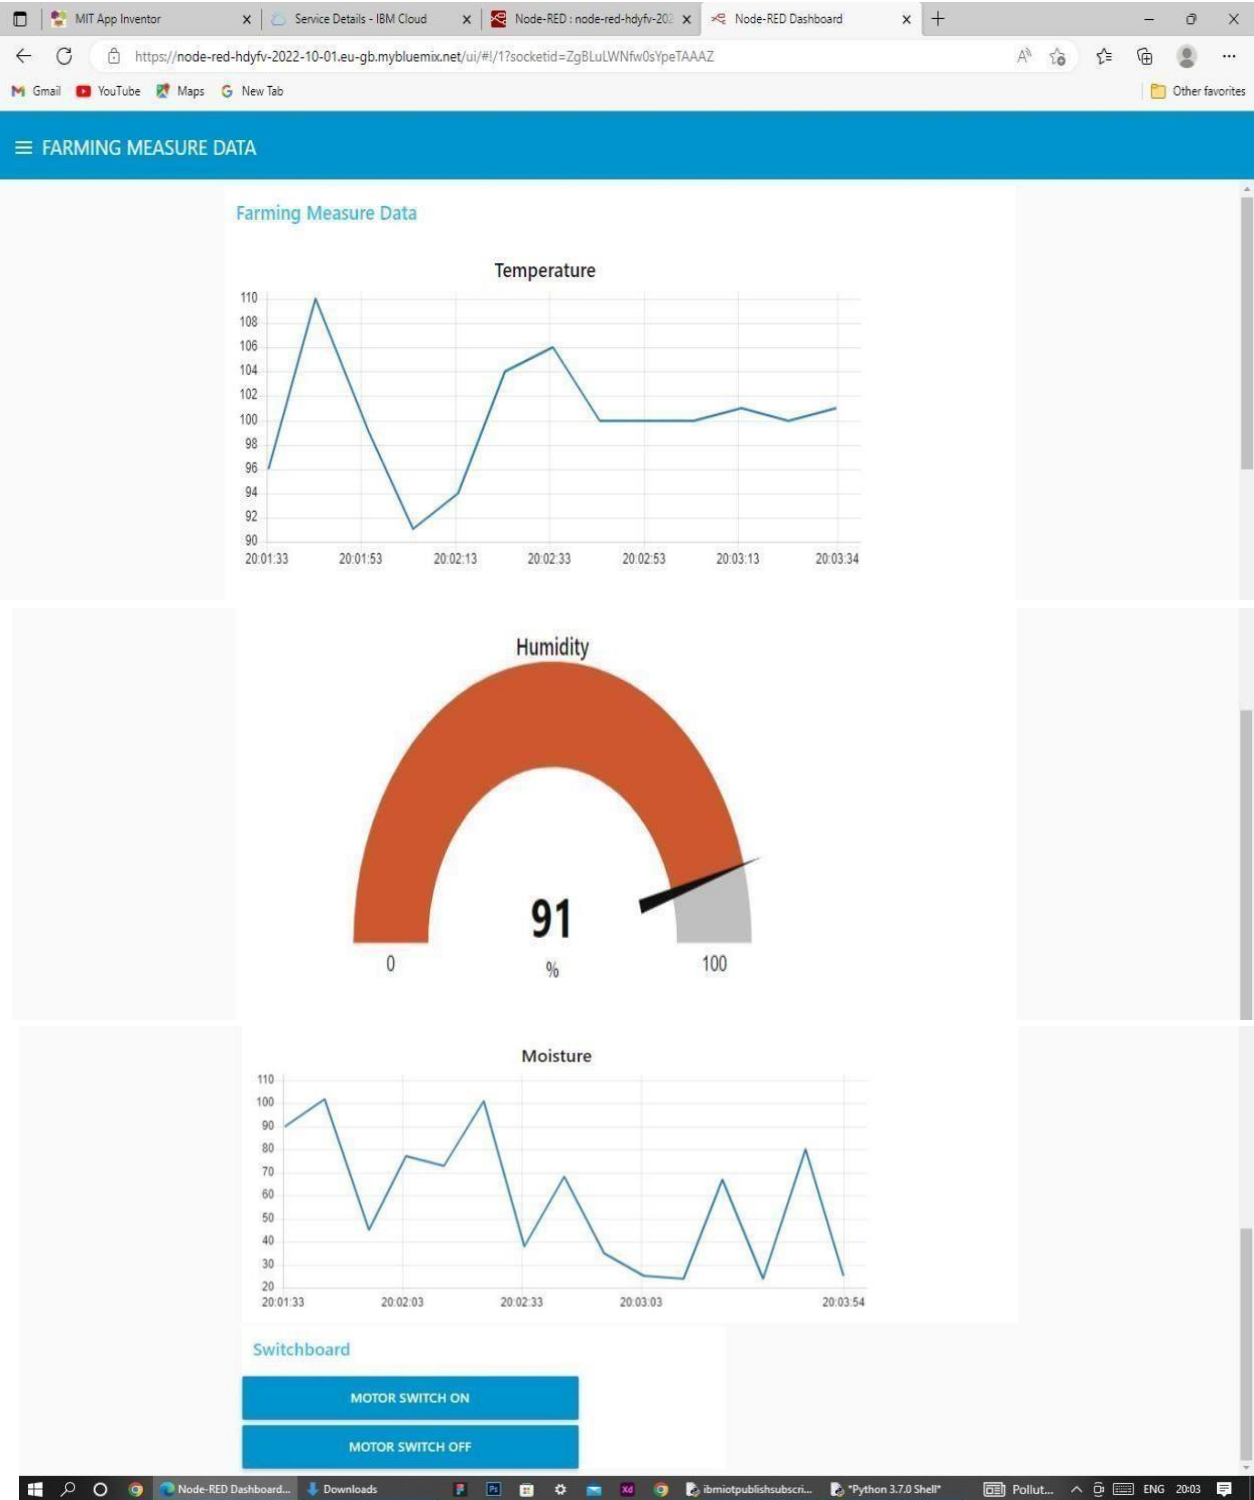 MIT App Inventor
Service Details - IBM Cloud
Node-RED : node-red-hdyfv-202
Node-RED Dashboard
https://node-red-hdyfv-2022-10-01.eu-gb.mybluemix.net/ui/#!/1?socketid=ZgBLuLWNfw0sYpeTAAAZ
Gmail YouTube Maps New Tab Other favorites
FARMING MEASURE DATA
Farming Measure Data
Temperature
110
108
106
104
102
100
98
96
94
92
90
20:01:33 20:01:53 20:02:13 20:02:33 20:02:53 20:03:13 20:03:34
Humidity
91
0 % 100
Moisture
110
100
90
80
70
60
50
40
30
20
20:01:33 20:02:03 20:02:33 20:03:03 20:03:54
Switchboard
MOTOR SWITCH ON
MOTOR SWITCH OFF
Node-RED Dashboard... Downloads Ps Xd ibmiotpublishsubscri... *Python 3.7.0 Shell* Pollut... ENG 20:03